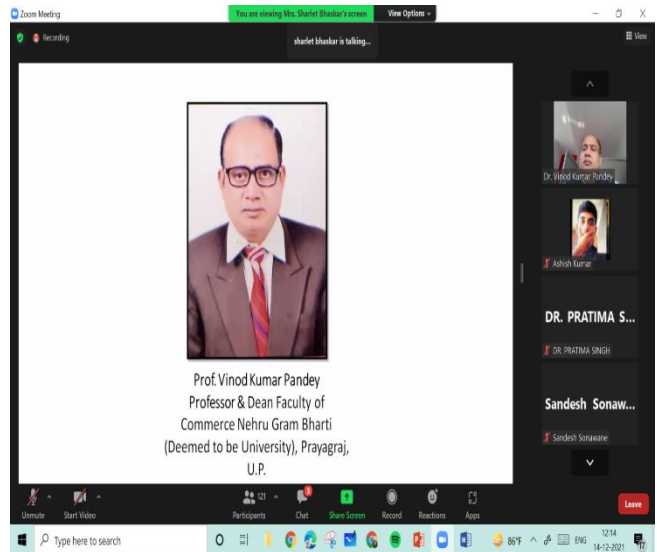 Zoom Meeting
You are viewing Mrs. Sharlet Bhaskar's screen View Options
Recording
sharlet bhaskar is talking...
View
Dr. Vinod Kumar Pandey
Ashish Kumar
DR. PRATIMA S...
DR. PRATIMA SINGH
Sandesh Sonaw...
Sandesh Sonawane
Prof. Vinod Kumar Pandey
Professor & Dean Faculty of
Commerce Nehru Gram Bharti
(Deemed to be University), Prayagraj,
U.P.
121
Unmute Start Video Participants Chat Share Screen Record Reactions Apps Leave
Type here to search 86°F ENG 12:14
14-12-2021